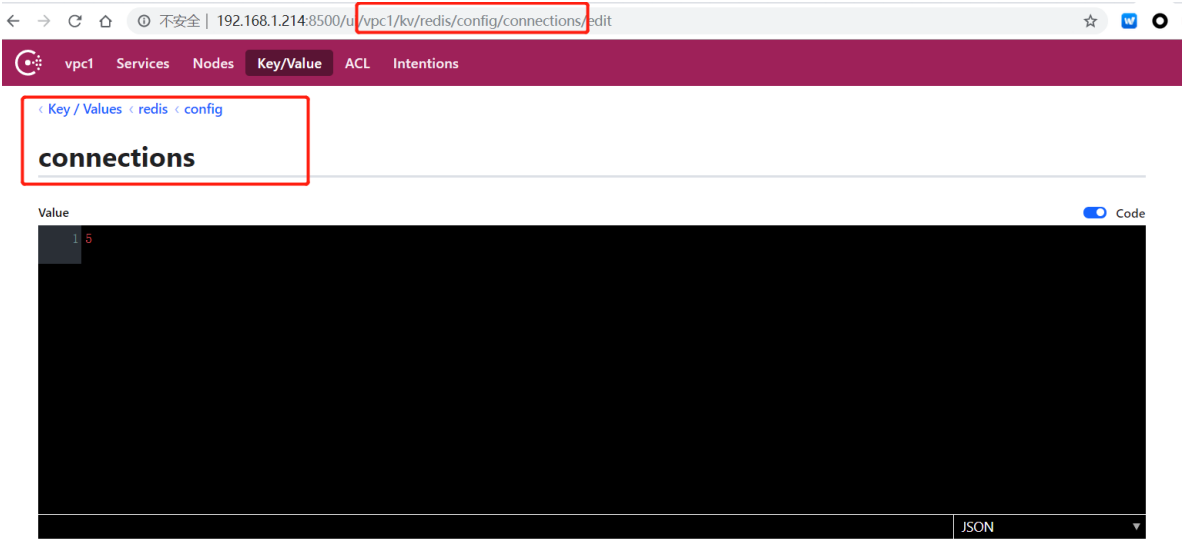 不安全 | 192.168.1.214:8500/ui/vpc1/kv/redis/config/connections/edit
vpc1 Services Nodes Key/Value ACL Intentions
‹ Key / Values ‹ redis ‹ config
connections
Value Code
1 5
JSON